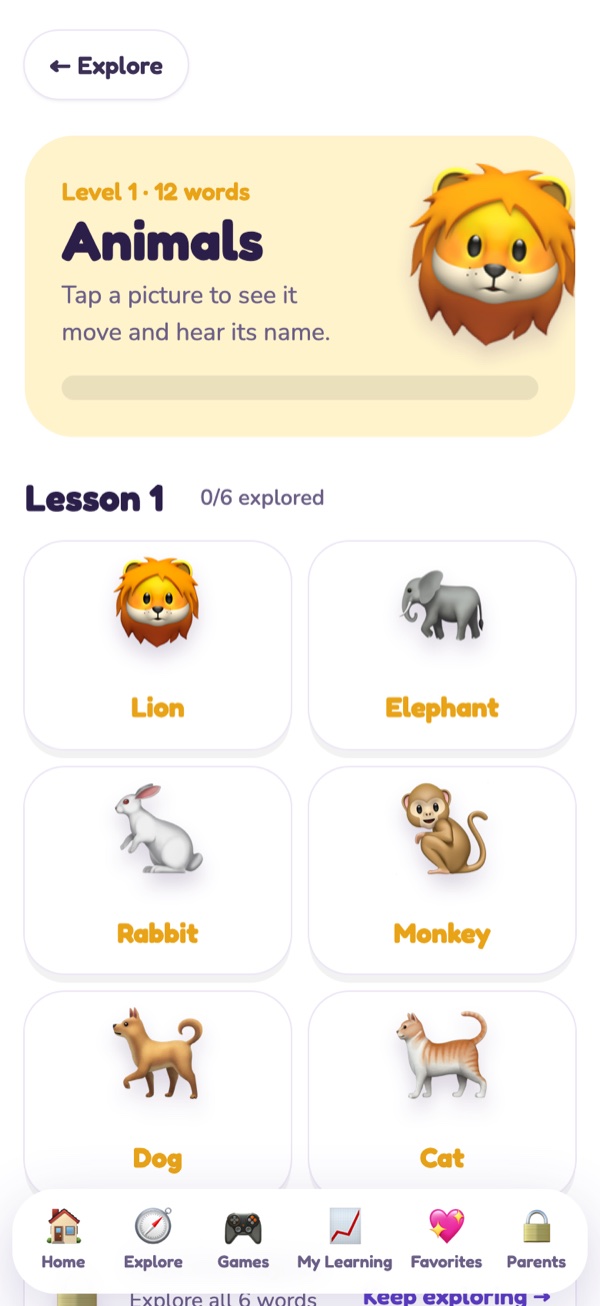 ← Explore
Level 1 · 12 words
Animals
Tap a picture to see it
move and hear its name.
Lesson 1 0/6 explored
Lion Elephant
Rabbit Monkey
Dog Cat
Home Explore Games My Learning Favorites Parents
Explore all 6 words Keep exploring →